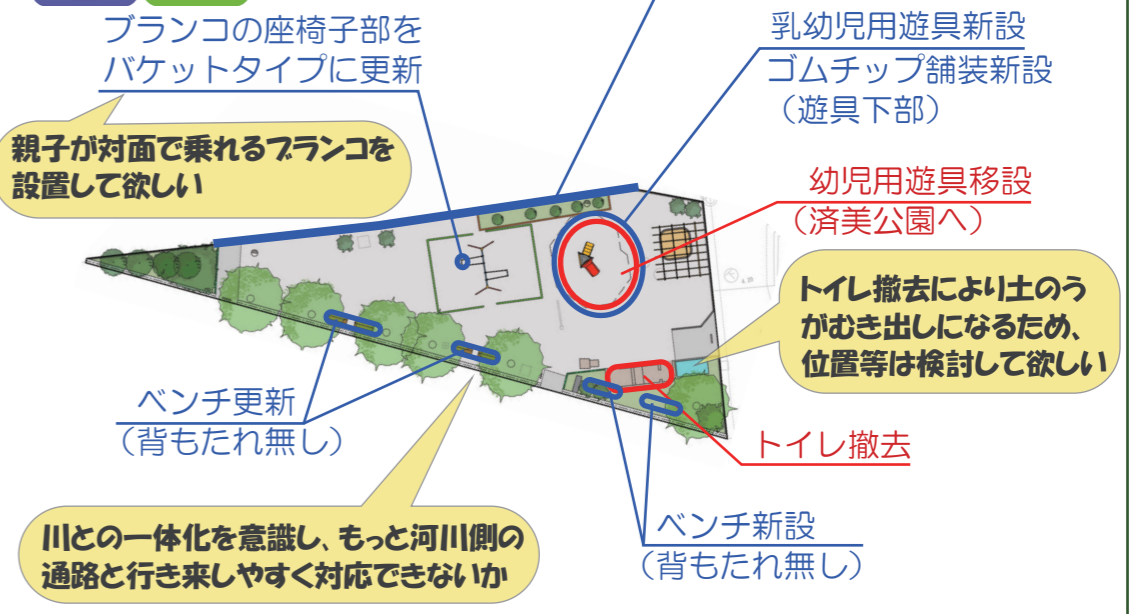 ブランコの座椅子部を
バケットタイプに更新
親子が対面で乗れるブランコを
設置して欲しい
乳幼児用遊具新設
ゴムチップ舗装新設
（遊具下部）
幼児用遊具移設
（済美公園へ）
トイレ撤去により土のう
がむき出しになるため、
位置等は検討して欲しい
ベンチ更新
（背もたれ無し）
トイレ撤去
ベンチ新設
（背もたれ無し）
川との一体化を意識し、もっと河川側の
通路と行き来しやすく対応できないか